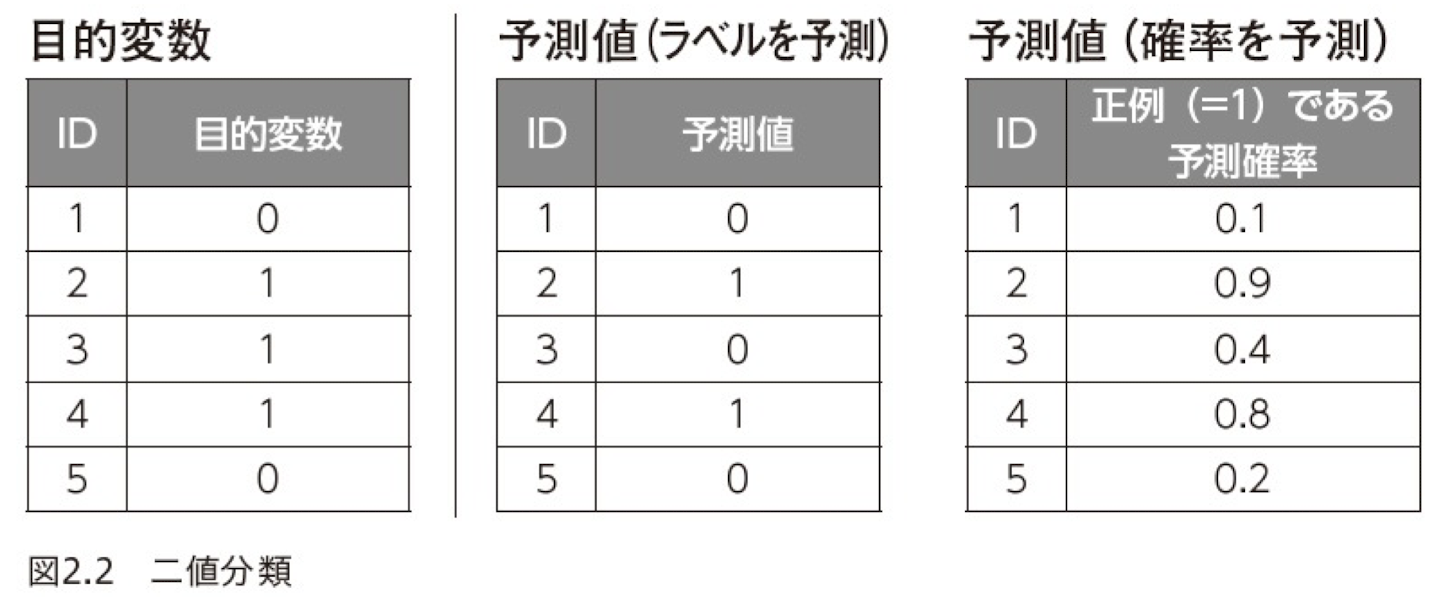 目的変数
ID 目的変数
1 0
2 1
3 1
4 1
5 0
予測値(ラベルを予測)
ID 予測値
1 0
2 1
3 0
4 1
5 0
予測値(確率を予測)
ID 正例(=1)である
予測確率
1 0.1
2 0.9
3 0.4
4 0.8
5 0.2
図2.2 二値分類